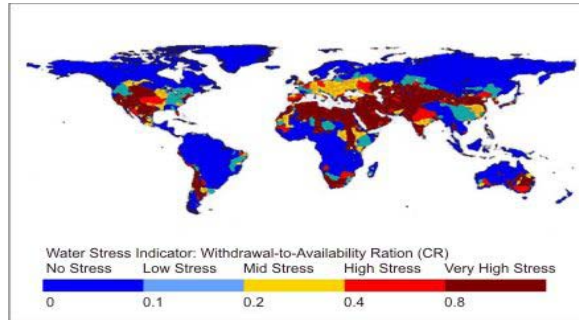 Water Stress Indicator: Withdrawal-to-Availability Ration (CR)
No Stress Low Stress Mid Stress High Stress Very High Stress
0 0.1 0.2 0.4 0.8